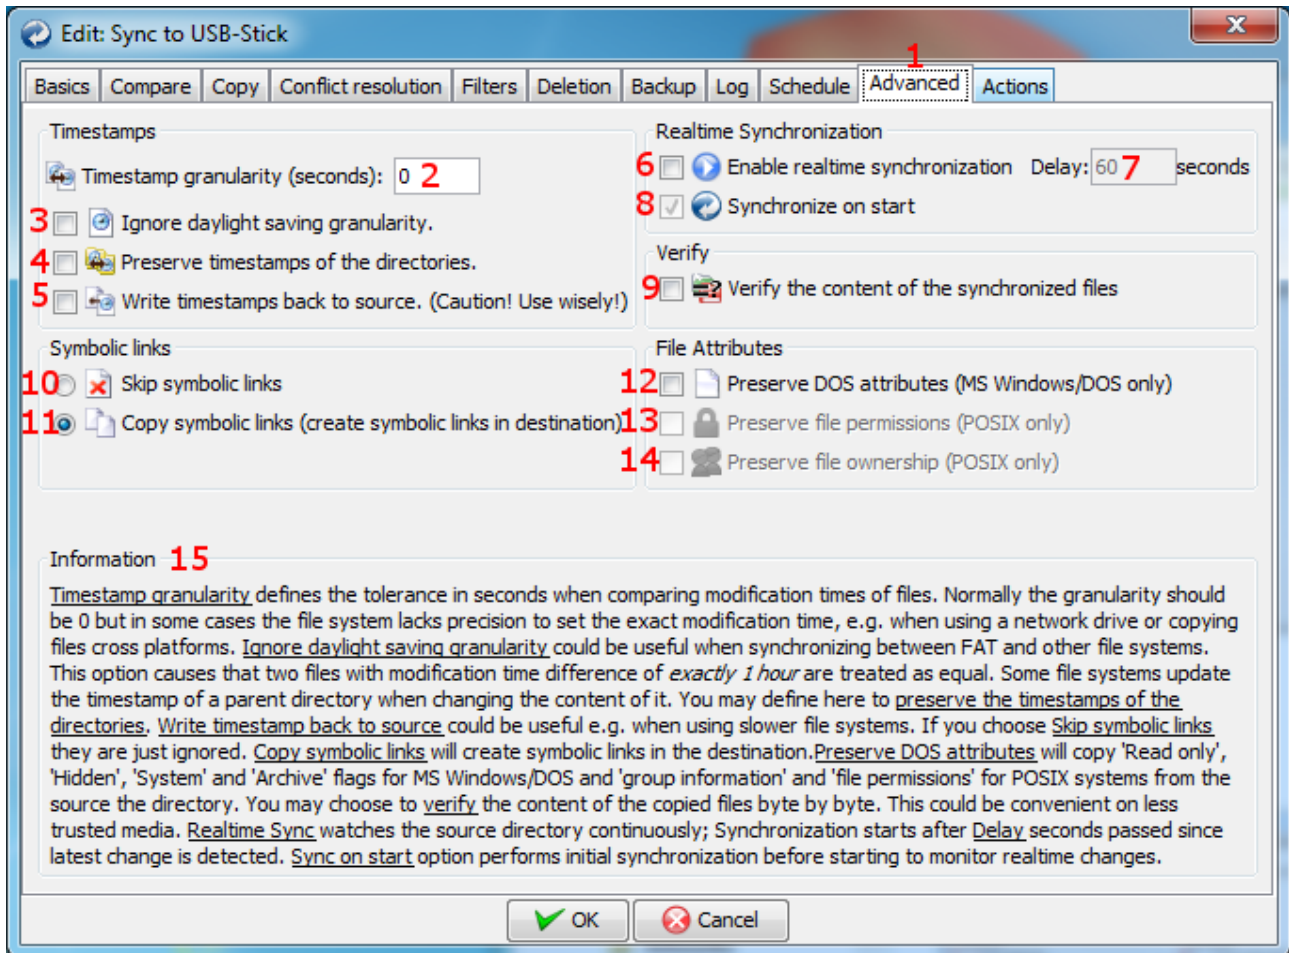 Edit: Sync to USB-Stick
X
1
Basics Compare Copy Conflict resolution Filters Deletion Backup Log Schedule Advanced Actions
Timestamps
Timestamp granularity (seconds): 0 2
3 Ignore daylight saving granularity.
4 Preserve timestamps of the directories.
5 Write timestamps back to source. (Caution! Use wisely!)
Realtime Synchronization
6 Enable realtime synchronization Delay: 60 7 seconds
8 Synchronize on start
Verify
9 Verify the content of the synchronized files
Symbolic links
10 Skip symbolic links
11 Copy symbolic links (create symbolic links in destination)
File Attributes
12 Preserve DOS attributes (MS Windows/DOS only)
13 Preserve file permissions (POSIX only)
14 Preserve file ownership (POSIX only)
Information 15
Timestamp granularity defines the tolerance in seconds when comparing modification times of files. Normally the granularity should
be 0 but in some cases the file system lacks precision to set the exact modification time, e.g. when using a network drive or copying
files cross platforms. Ignore daylight saving granularity could be useful when synchronizing between FAT and other file systems.
This option causes that two files with modification time difference of exactly 1 hour are treated as equal. Some file systems update
the timestamp of a parent directory when changing the content of it. You may define here to preserve the timestamps of the
directories. Write timestamp back to source could be useful e.g. when using slower file systems. If you choose Skip symbolic links
they are just ignored. Copy symbolic links will create symbolic links in the destination.Preserve DOS attributes will copy 'Read only',
'Hidden', 'System' and 'Archive' flags for MS Windows/DOS and 'group information' and 'file permissions' for POSIX systems from the
source the directory. You may choose to verify the content of the copied files byte by byte. This could be convenient on less
trusted media. Realtime Sync watches the source directory continuously; Synchronization starts after Delay seconds passed since
latest change is detected. Sync on start option performs initial synchronization before starting to monitor realtime changes.
OK Cancel